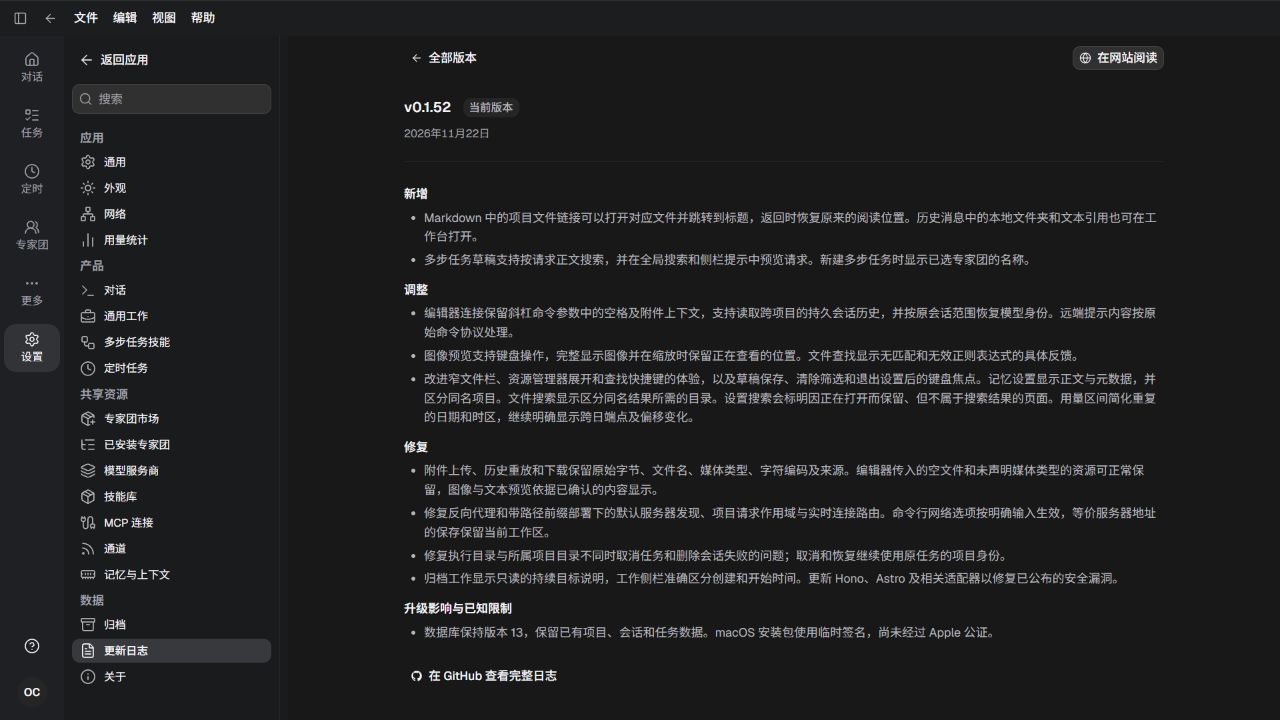 文件 编辑 视图 帮助
对话
任务
定时
专家团
更多
设置
OC
返回应用
搜索
应用
通用
外观
网络
用量统计
产品
对话
通用工作
多步任务技能
定时任务
共享资源
专家团市场
已安装专家团
模型服务商
技能库
MCP 连接
通道
记忆与上下文
数据
归档
更新日志
关于
全部版本
在网站阅读
v0.1.52 当前版本
2026年11月22日
新增
Markdown 中的项目文件链接可以打开对应文件并跳转到标题，返回时恢复原来的阅读位置。历史消息中的本地文件夹和文本引用也可在工
作台打开。
多步任务草稿支持按请求正文搜索，并在全局搜索和侧栏提示中预览请求。新建多步任务时显示已选专家团的名称。
调整
编辑器连接保留斜杠命令参数中的空格及附件上下文，支持读取跨项目的持久会话历史，并按原会话范围恢复模型身份。远端提示内容按原
始命令协议处理。
图像预览支持键盘操作，完整显示图像并在缩放时保留正在查看的位置。文件查找显示无匹配和无效正则表达式的具体反馈。
改进窄文件栏、资源管理器展开和查找快捷键的体验，以及草稿保存、清除筛选和退出设置后的键盘焦点。记忆设置显示正文与元数据，并
区分同名项目。文件搜索显示区分同名结果所需的目录。设置搜索会标明因正在打开而保留、但不属于搜索结果的页面。用量区间简化重复
的日期和时区，继续明确显示跨日端点及偏移变化。
修复
附件上传、历史重放和下载保留原始字节、文件名、媒体类型、字符编码及来源。编辑器传入的空文件和未声明媒体类型的资源可正常保
留，图像与文本预览依据已确认的内容显示。
修复反向代理和带路径前缀部署下的默认服务器发现、项目请求作用域与实时连接路由。命令行网络选项按明确输入生效，等价服务器地址
的保存保留当前工作区。
修复执行目录与所属项目目录不同时取消任务和删除会话失败的问题；取消和恢复继续使用原任务的项目身份。
归档工作显示只读的持续目标说明，工作侧栏准确区分创建和开始时间。更新 Hono、Astro 及相关适配器以修复已公布的安全漏洞。
升级影响与已知限制
数据库保持版本 13，保留已有项目、会话和任务数据。macOS 安装包使用临时签名，尚未经过 Apple 公证。
在 GitHub 查看完整日志